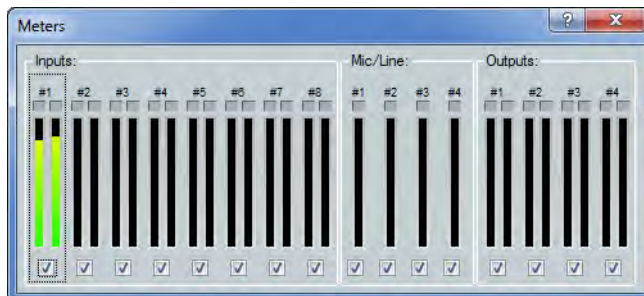 Meters
?
Inputs: Mic/Line: Outputs:
#1 #2 #3 #4 #5 #6 #7 #8 #1 #2 #3 #4 #1 #2 #3 #4